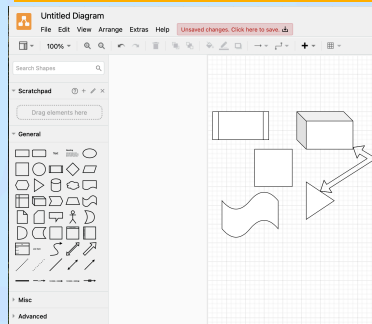 Untitled Diagram
File Edit View Arrange Extras Help Unsaved changes. Click here to save.
100%
Search Shapes
Scratchpad
Drag elements here
General
Text
Misc
Advanced